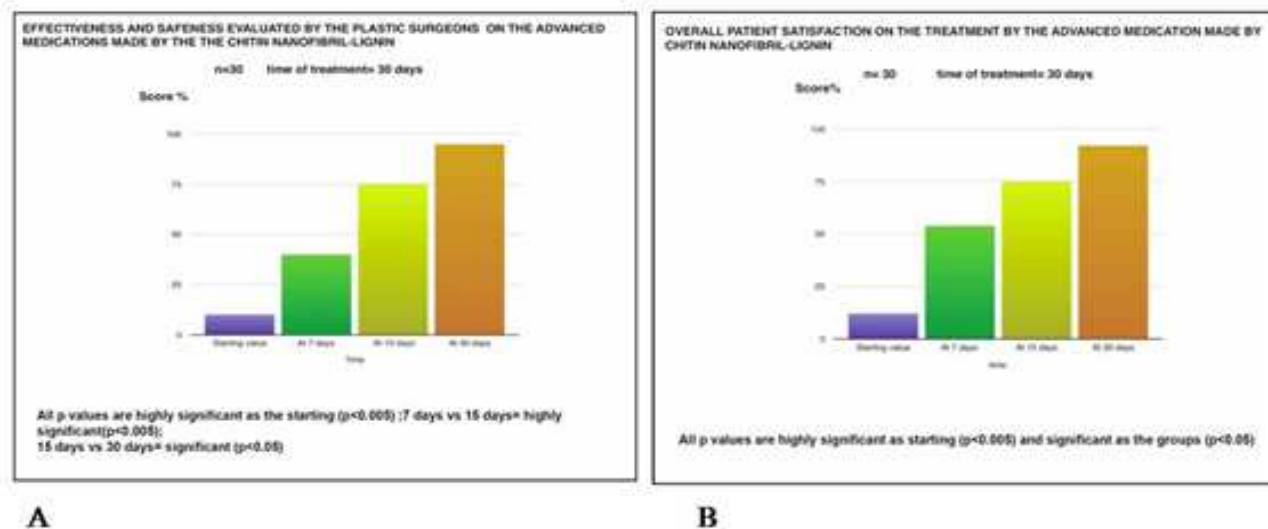 EFFECTIVENESS AND SAFENESS EVALUATED BY THE PLASTIC SURGEONS ON THE ADVANCED
MEDICATIONS MADE BY THE THE CHITIN NANOFIBRIL-LIGNIN
n=30 time of treatment= 30 days
Score %
100
75
50
25
0
Starting value At 7 days At 15 days At 30 days
Time
All p values are highly significant as the starting (p<0.005) ;7 days vs 15 days= highly
significant(p<0.005);
15 days vs 30 days= significant (p<0.05)
A
OVERALL PATIENT SATISFACTION ON THE TREATMENT BY THE ADVANCED MEDICATION MADE BY
CHITIN NANOFIBRIL-LIGNIN
n= 30 time of treatment= 30 days
Score%
100
75
50
25
0
Starting value At 7 days At 15 days At 30 days
time
All p values are highly significant as starting (p<0.005) and significant as the groups (p<0.05)
B